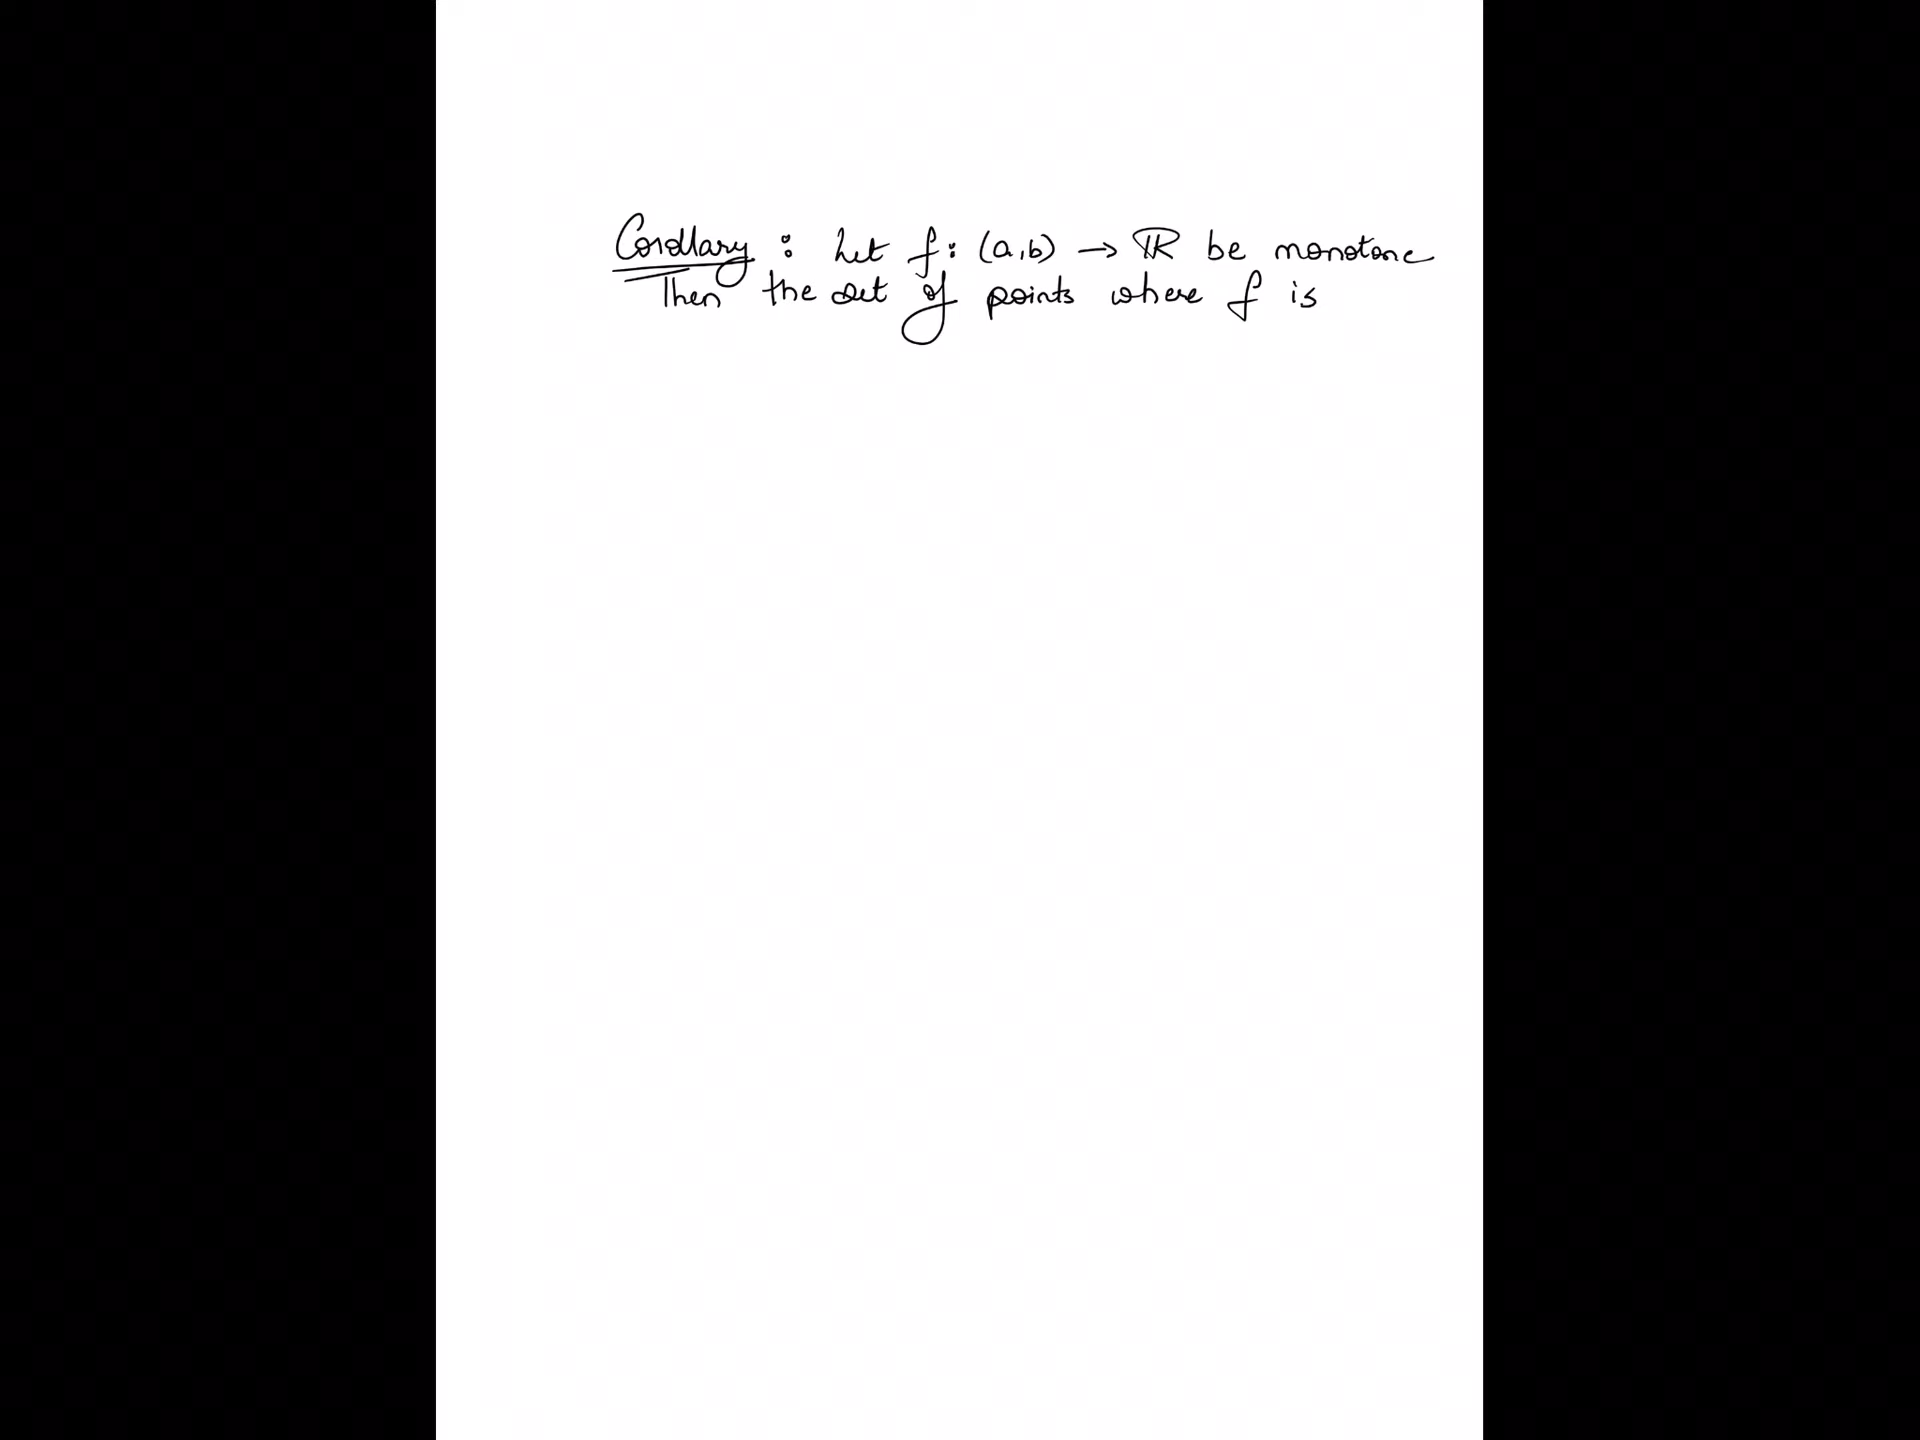 Corollary : Let f : (a,b) → ℝ be monotone
Then the set of points where f is